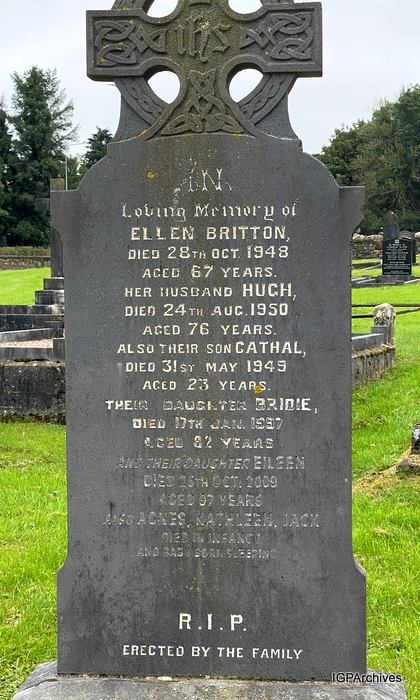 ihs
IN
Loving Memory of
ELLEN BRITTON,
DIED 28TH OCT. 1948
AGED 67 YEARS.
HER HUSBAND HUGH,
DIED 24TH AUG. 1950
AGED 76 YEARS.
ALSO THEIR SON CATHAL,
DIED 31ST MAY 1949
AGED 23 YEARS.
THEIR DAUGHTER BRIDIE,
DIED 17TH JAN. 1997
AGED 82 YEARS
AND THEIR DAUGHTER EILEEN
DIED 26TH OCT. 2009
AGED 97 YEARS
ALSO AGNES, KATHLEEN, JACK
DIED IN INFANCY
AND BABY BORN SLEEPING
R.I.P.
ERECTED BY THE FAMILY
IGPArchives